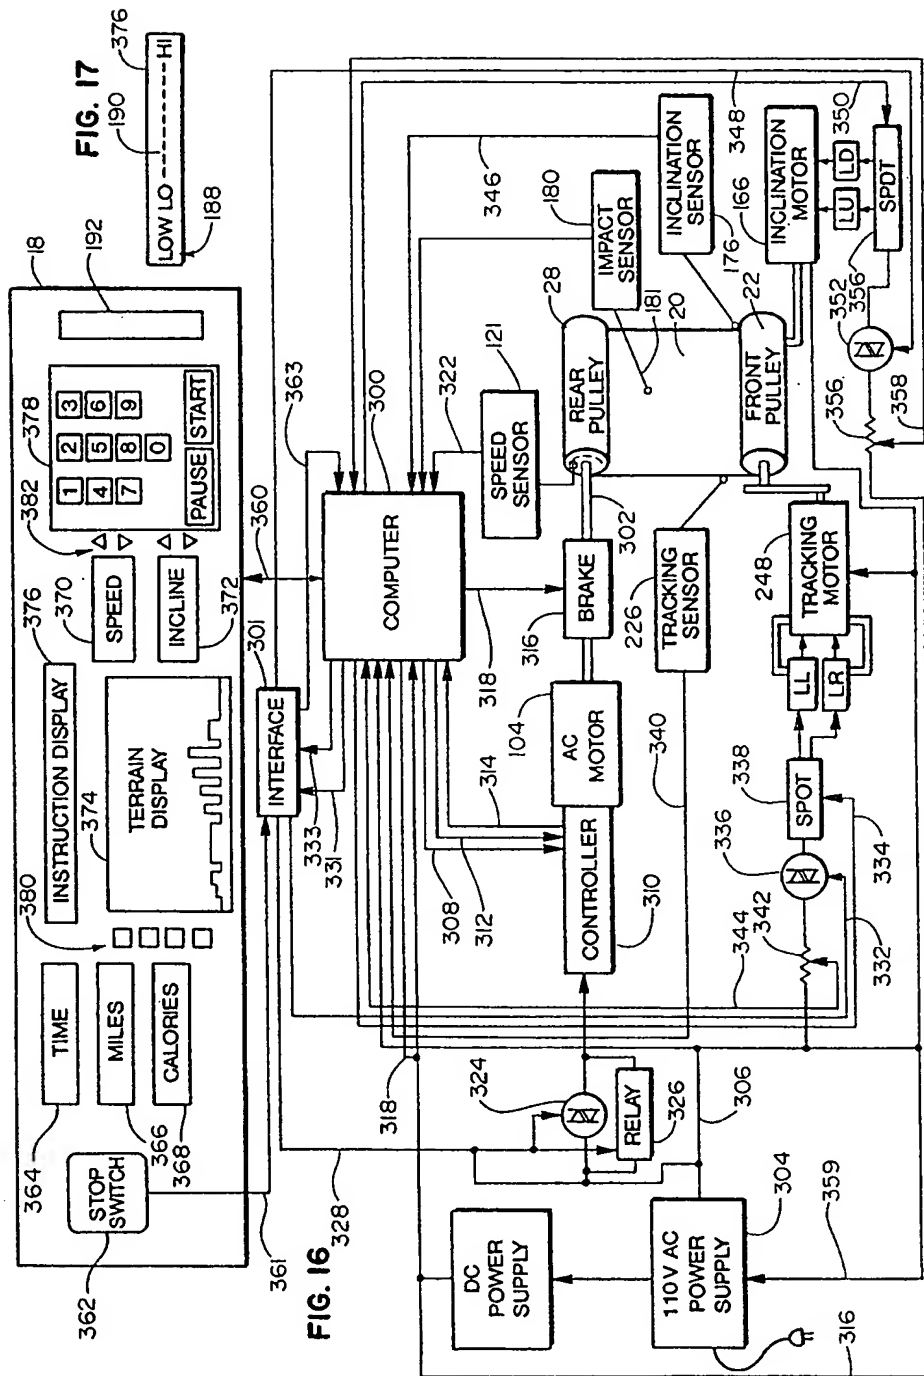 FIG. 17
190
376
LOW LO --------- HI
188
FIG. 16
18
192
362
STOP
SWITCH
364
TIME
366
MILES
368
CALORIES
380
374
376
INSTRUCTION DISPLAY
TERRAIN
DISPLAY
370
SPEED
INCLINE
372
382
378
1 2 3
4 5 6
7 8 9
0
PAUSE START
361
301
INTERFACE
360
363
333
331
300
COMPUTER
328
318
308
312
314
318
322
121
SPEED
SENSOR
346
180
IMPACT
SENSOR
INCLINATION
SENSOR
176
181
28
REAR
PULLEY
20
FRONT
PULLEY
22
302
BRAKE
316
104
AC
MOTOR
CONTROLLER
310
226
TRACKING
SENSOR
340
324
RELAY
326
306
DC
POWER
SUPPLY
110 V AC
POWER
SUPPLY
304
359
316
344
342
336
338
SPOT
332
334
LL
LR
248
TRACKING
MOTOR
166
INCLINATION
MOTOR
LU
LD
SPDT
348
350
352
356
356
358